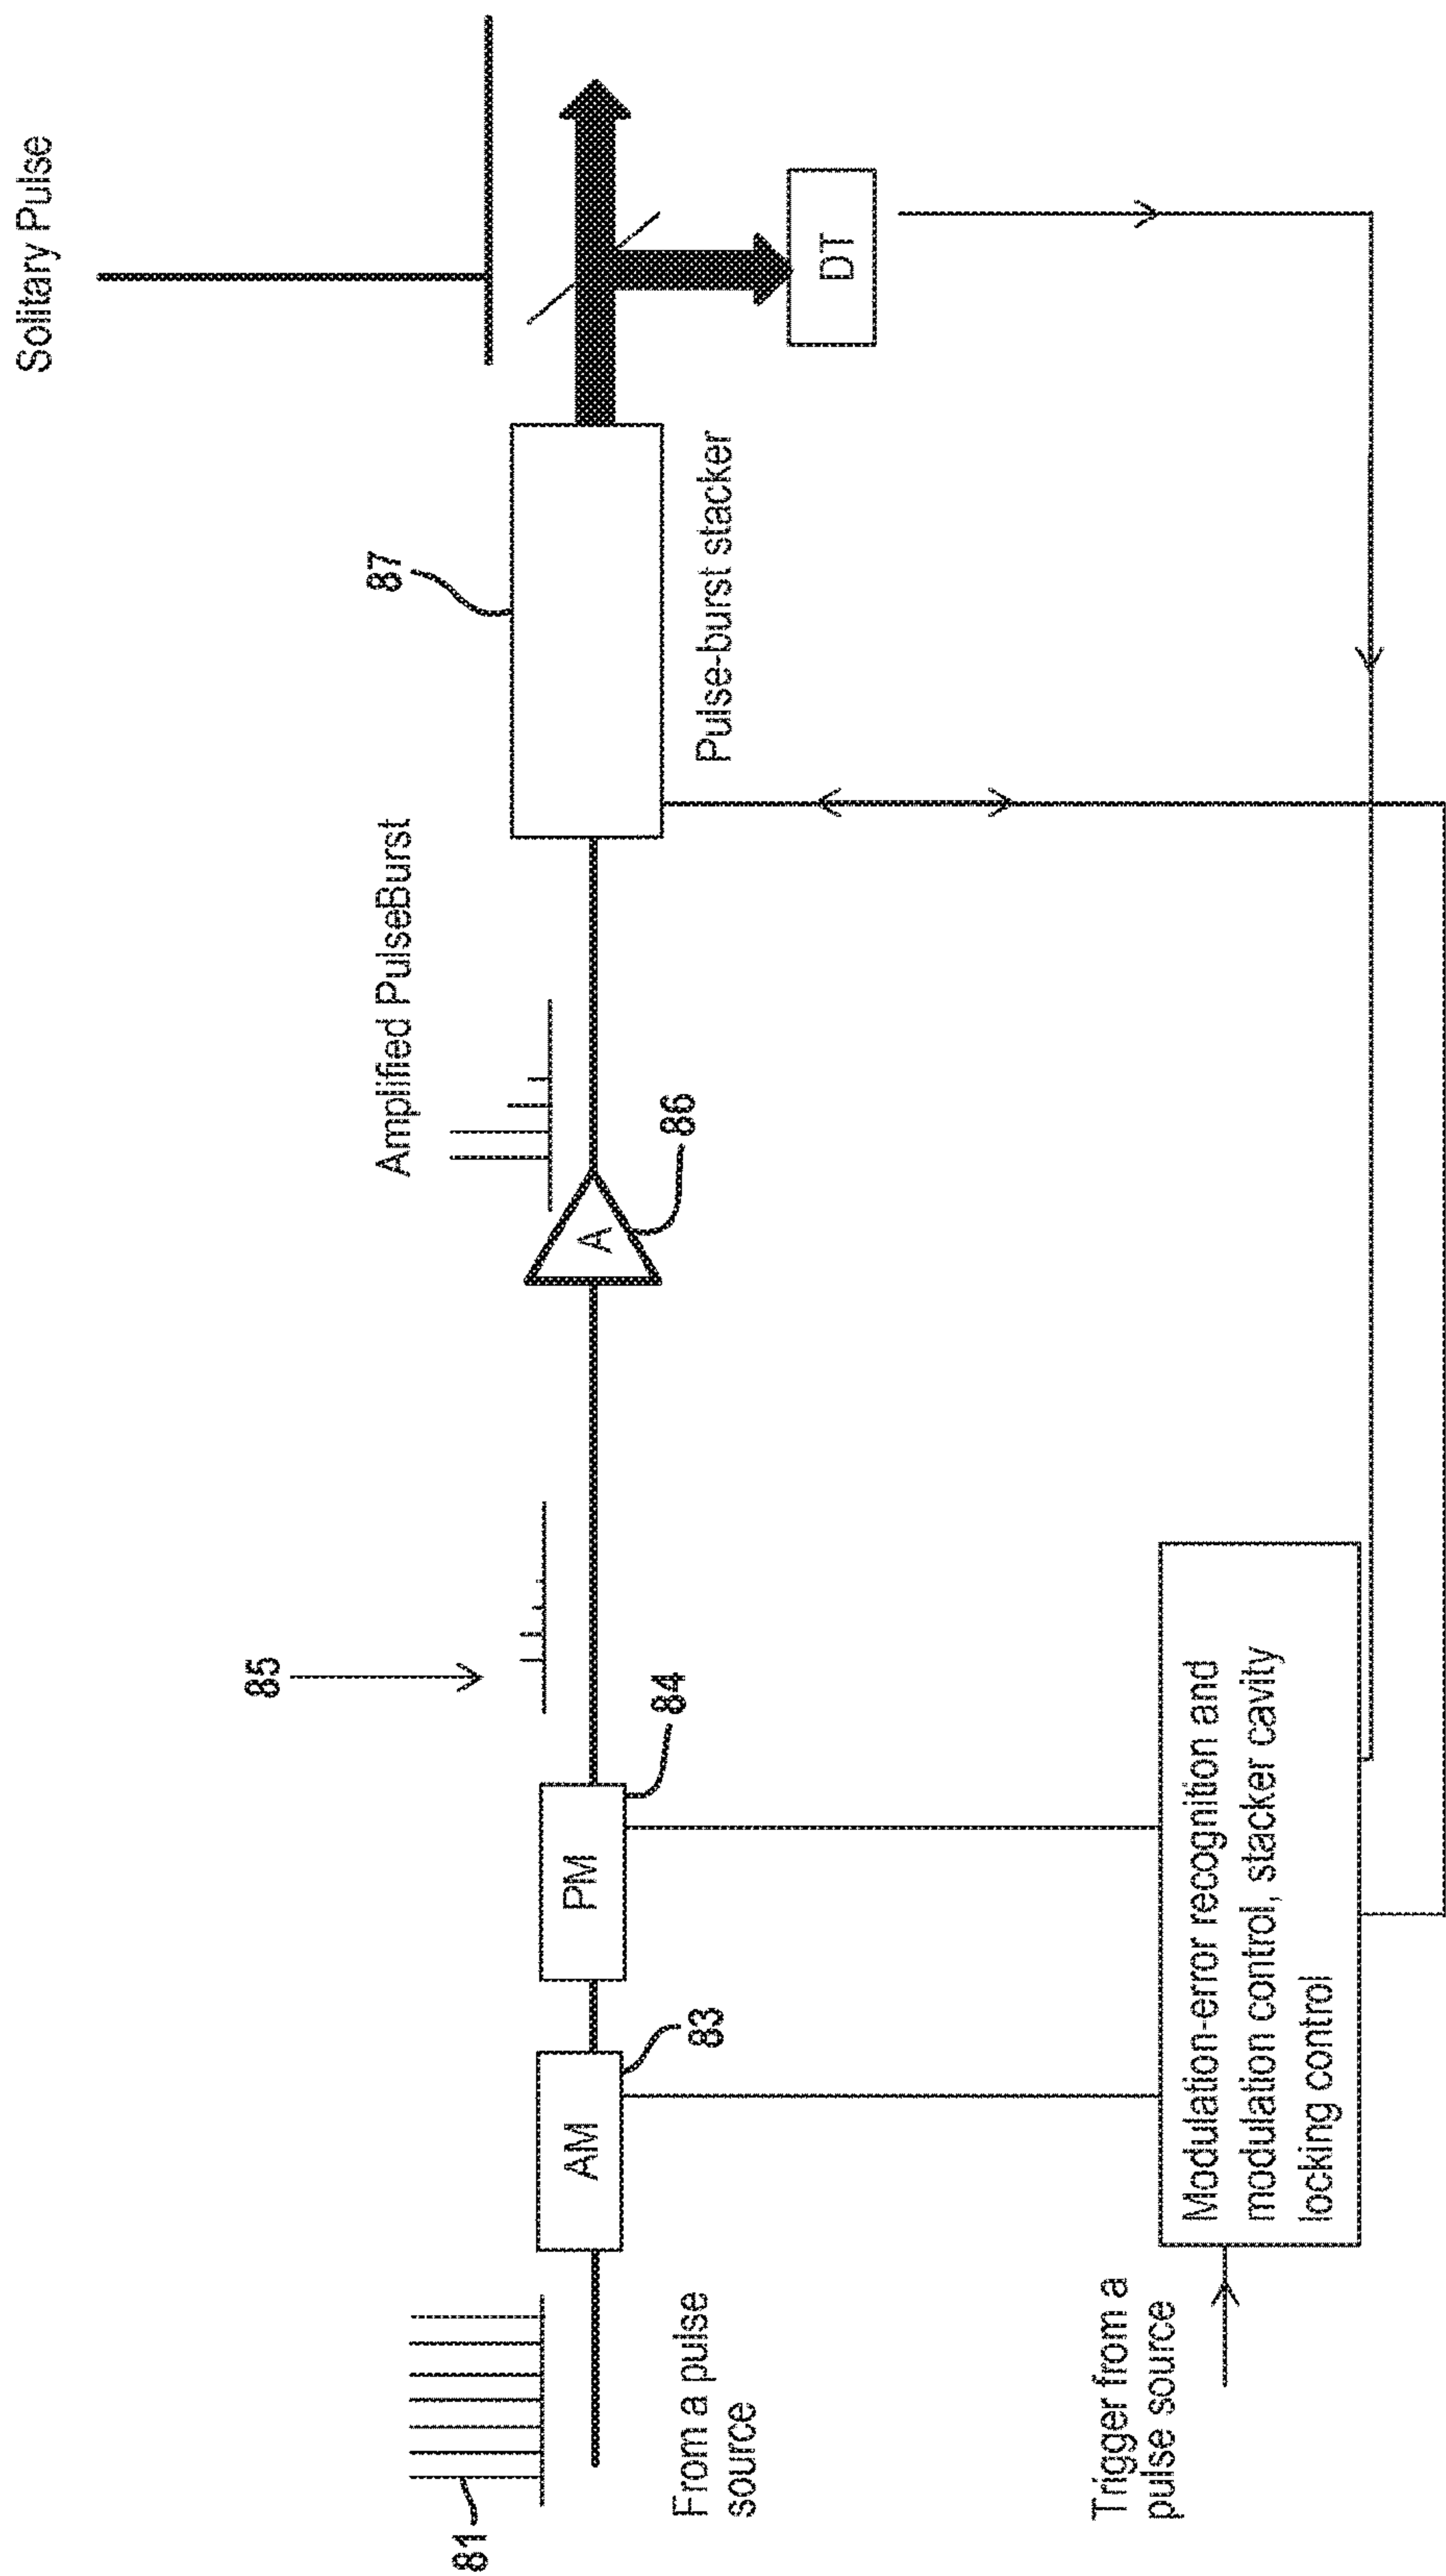 Solitary Pulse
87
Amplified PulseBurst
85
81
AM
83
PM
84
A
86
Pulse-burst stacker
DT
From a pulse
source
Trigger from a
pulse source
Modulation-error recognition and
modulation control, stacker cavity
locking control